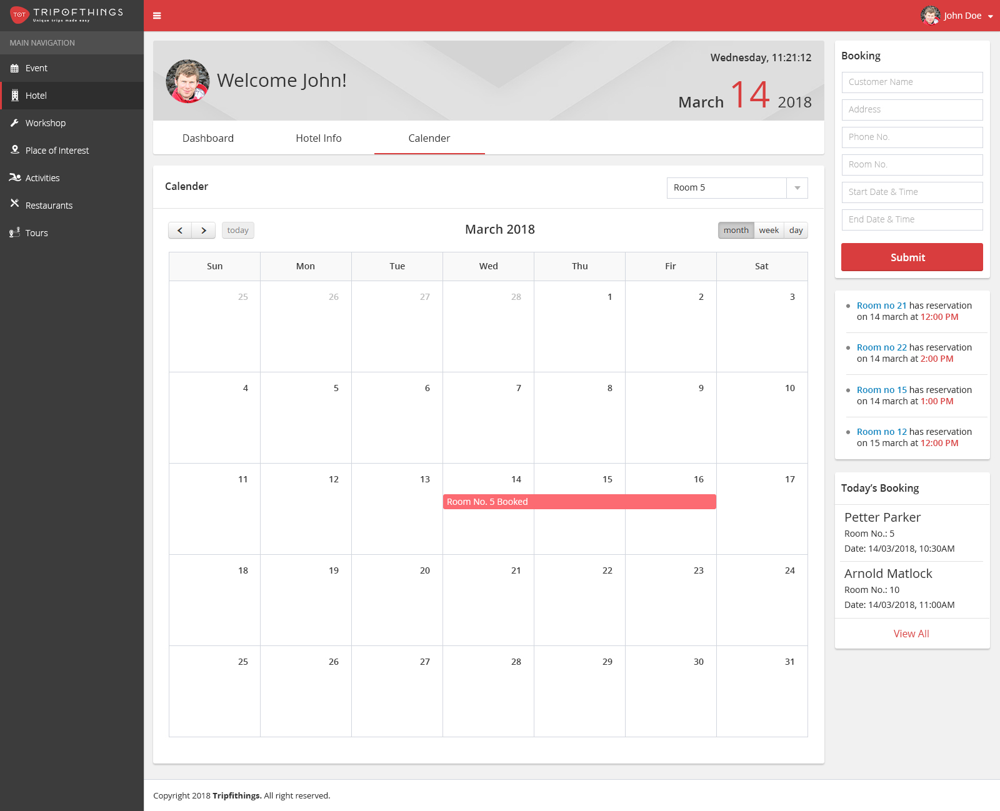 TOT TRIPOFTHINGS
Unique trips made easy
John Doe
MAIN NAVIGATION
Event
Hotel
Workshop
Place of Interest
Activities
Restaurants
Tours
Welcome John!
Wednesday, 11:21:12
March 14 2018
Dashboard Hotel Info Calender
Calender
Room 5
today
March 2018
month week day
Sun Mon Tue Wed Thu Fir Sat
25 26 27 28 1 2 3
4 5 6 7 8 9 10
11 12 13 14 15 16 17
Room No. 5 Booked
18 19 20 21 22 23 24
25 26 27 28 29 30 31
Booking
Customer Name
Address
Phone No.
Room No.
Start Date & Time
End Date & Time
Submit
Room no 21 has reservation
on 14 march at 12:00 PM
Room no 22 has reservation
on 14 march at 2:00 PM
Room no 15 has reservation
on 14 march at 1:00 PM
Room no 12 has reservation
on 15 march at 12:00 PM
Today’s Booking
Petter Parker
Room No.: 5
Date: 14/03/2018, 10:30AM
Arnold Matlock
Room No.: 10
Date: 14/03/2018, 11:00AM
View All
Copyright 2018 Tripfithings. All right reserved.